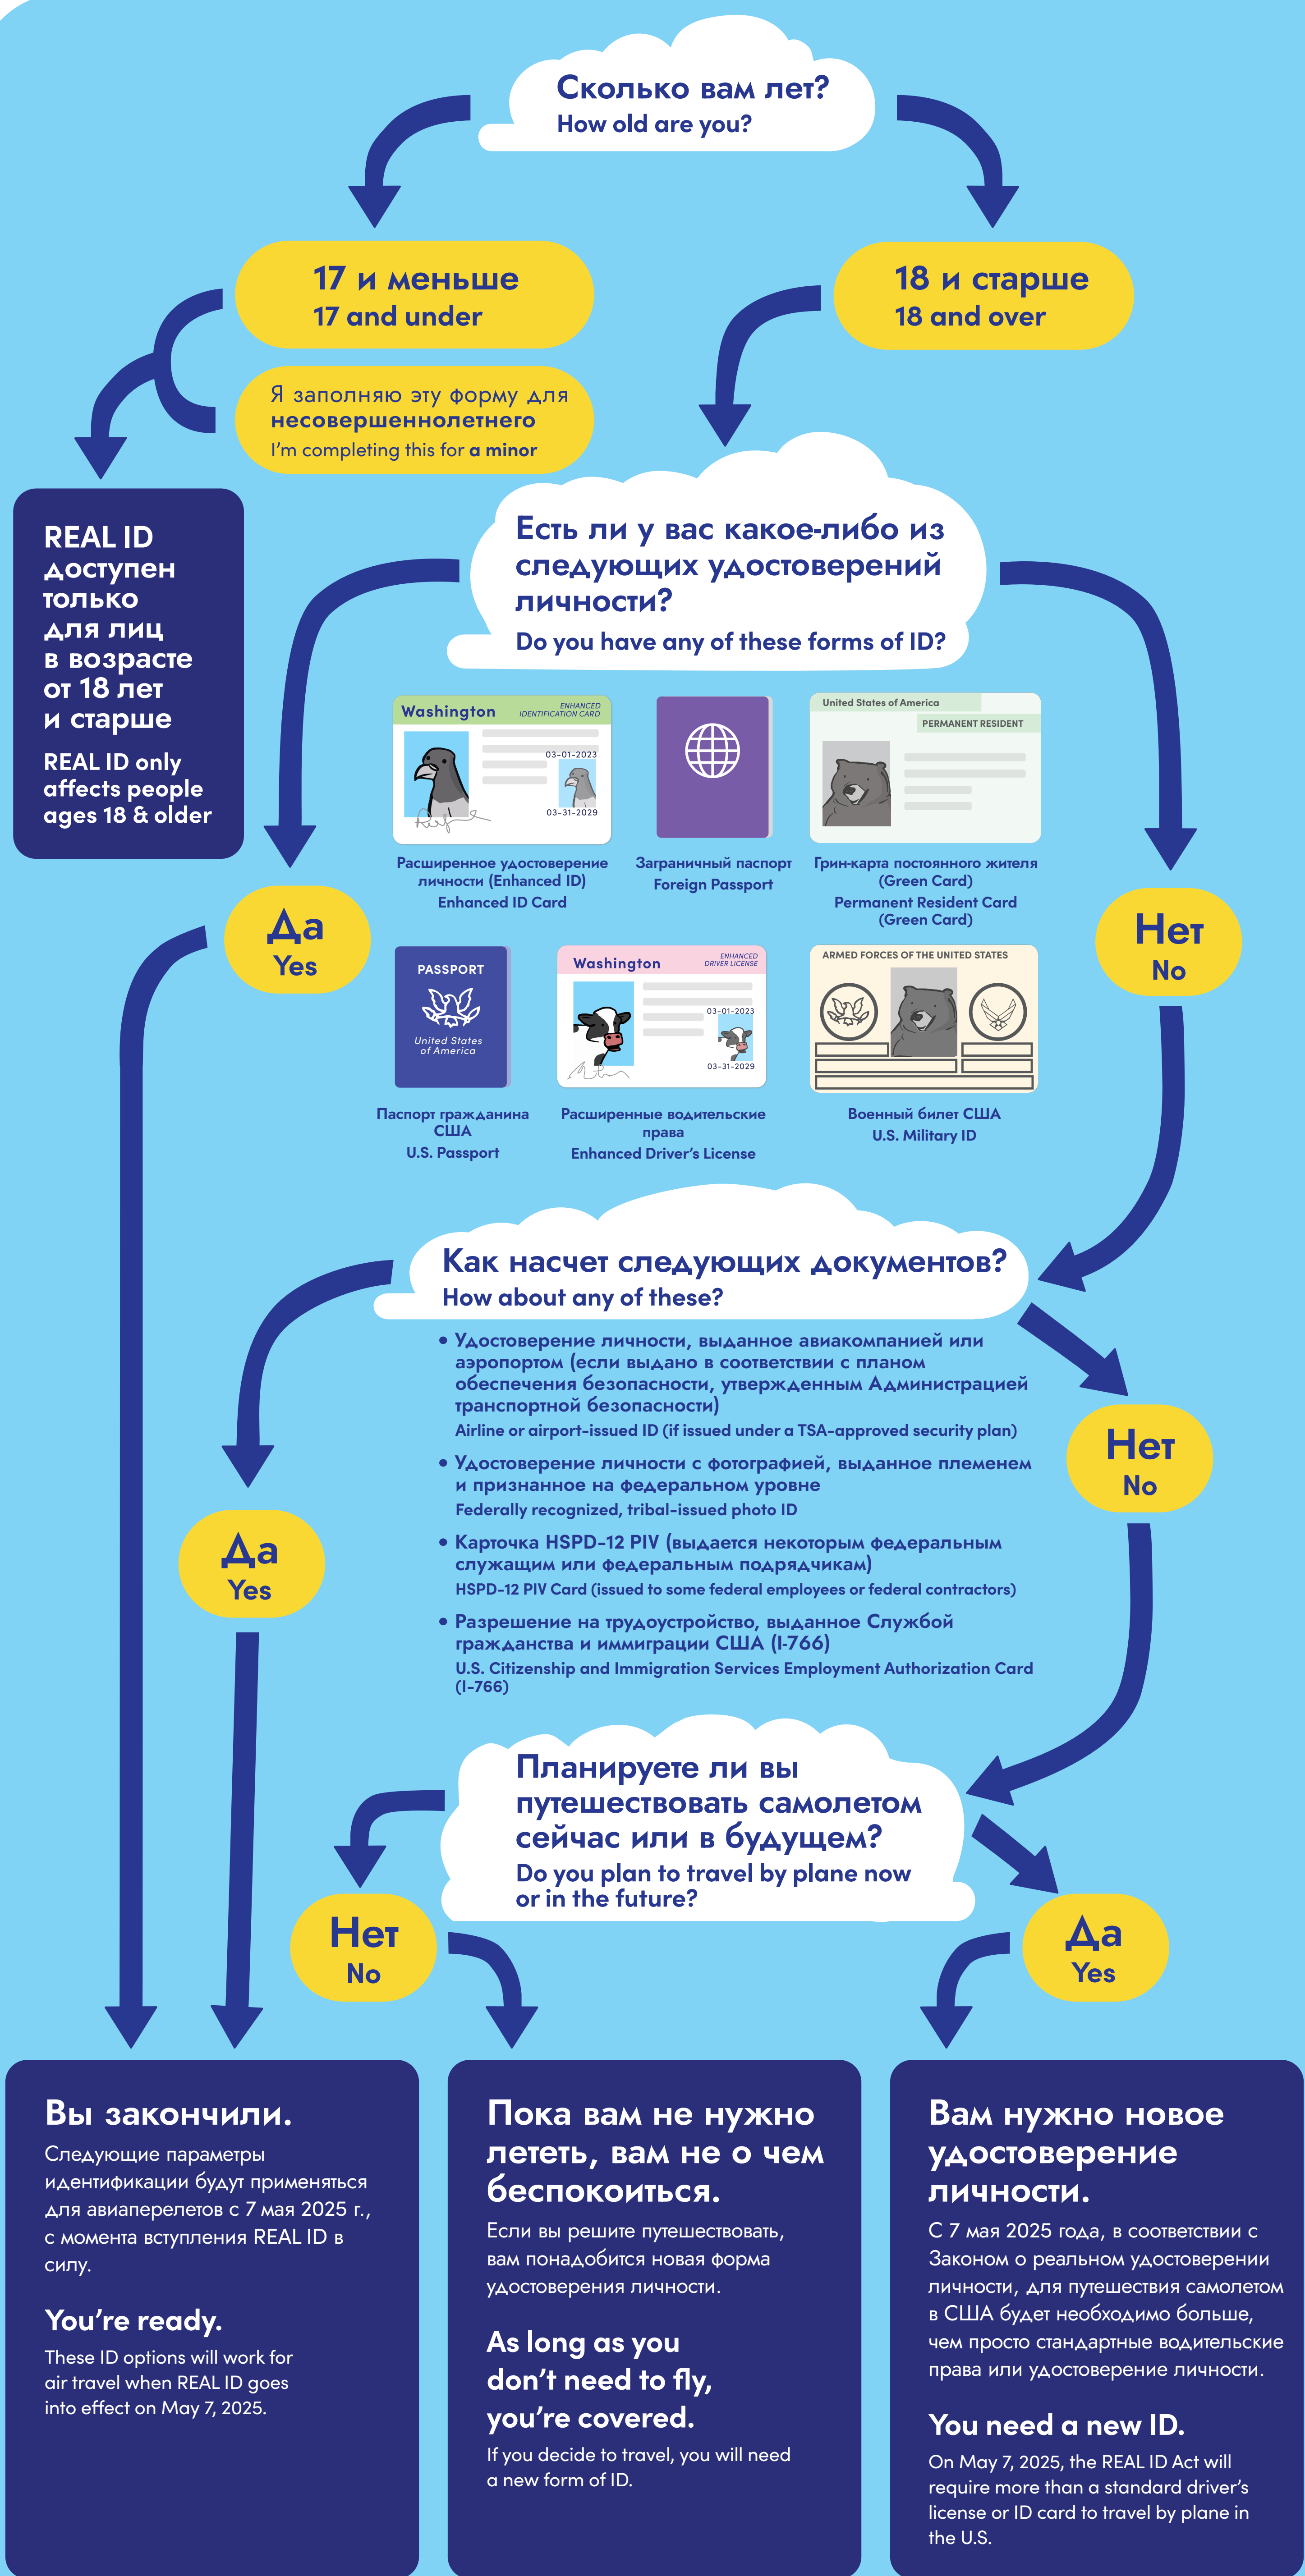 Сколько вам лет?
How old are you?
17 и меньше
17 and under
18 и старше
18 and over
Я заполняю эту форму для
несовершеннолетнего
I'm completing this for a minor
REAL ID
доступен
только
для лиц
в возрасте
от 18 лет
и старше
REAL ID only
affects people
ages 18 & older
Есть ли у вас какое-либо из
следующих удостоверений
личности?
Do you have any of these forms of ID?
Washington
ENHANCED
IDENTIFICATION CARD
03-01-2023
03-31-2029
Расширенное удостоверение
личности (Enhanced ID)
Enhanced ID Card
Заграничный паспорт
Foreign Passport
United States of America
PERMANENT RESIDENT
Грин-карта постоянного жителя
(Green Card)
Permanent Resident Card
(Green Card)
Да
Yes
Нет
No
PASSPORT
United States
of America
Паспорт гражданина
США
U.S. Passport
Washington
ENHANCED
DRIVER LICENSE
03-01-2023
03-31-2029
Расширенные водительские
права
Enhanced Driver's License
ARMED FORCES OF THE UNITED STATES
Военный билет США
U.S. Military ID
Как насчет следующих документов?
How about any of these?
• Удостоверение личности, выданное авиакомпанией или
аэропортом (если выдано в соответствии с планом
обеспечения безопасности, утвержденным Администрацией
транспортной безопасности)
Airline or airport-issued ID (if issued under a TSA-approved security plan)
• Удостоверение личности с фотографией, выданное племенем
и признанное на федеральном уровне
Federally recognized, tribal-issued photo ID
• Карточка HSPD-12 PIV (выдается некоторым федеральным
служащим или федеральным подрядчикам)
HSPD-12 PIV Card (issued to some federal employees or federal contractors)
• Разрешение на трудоустройство, выданное Службой
гражданства и иммиграции США (I-766)
U.S. Citizenship and Immigration Services Employment Authorization Card
(I-766)
Да
Yes
Нет
No
Планируете ли вы
путешествовать самолетом
сейчас или в будущем?
Do you plan to travel by plane now
or in the future?
Нет
No
Да
Yes
Вы закончили.
Следующие параметры
идентификации будут применяться
для авиаперелетов с 7 мая 2025 г.,
с момента вступления REAL ID в
силу.
You're ready.
These ID options will work for
air travel when REAL ID goes
into effect on May 7, 2025.
Пока вам не нужно
лететь, вам не о чем
беспокоиться.
Если вы решите путешествовать,
вам понадобится новая форма
удостоверения личности.
As long as you
don't need to fly,
you're covered.
If you decide to travel, you will need
a new form of ID.
Вам нужно новое
удостоверение
личности.
С 7 мая 2025 года, в соответствии с
Законом о реальном удостоверении
личности, для путешествия самолетом
в США будет необходимо больше,
чем просто стандартные водительские
права или удостоверение личности.
You need a new ID.
On May 7, 2025, the REAL ID Act will
require more than a standard driver's
license or ID card to travel by plane in
the U.S.